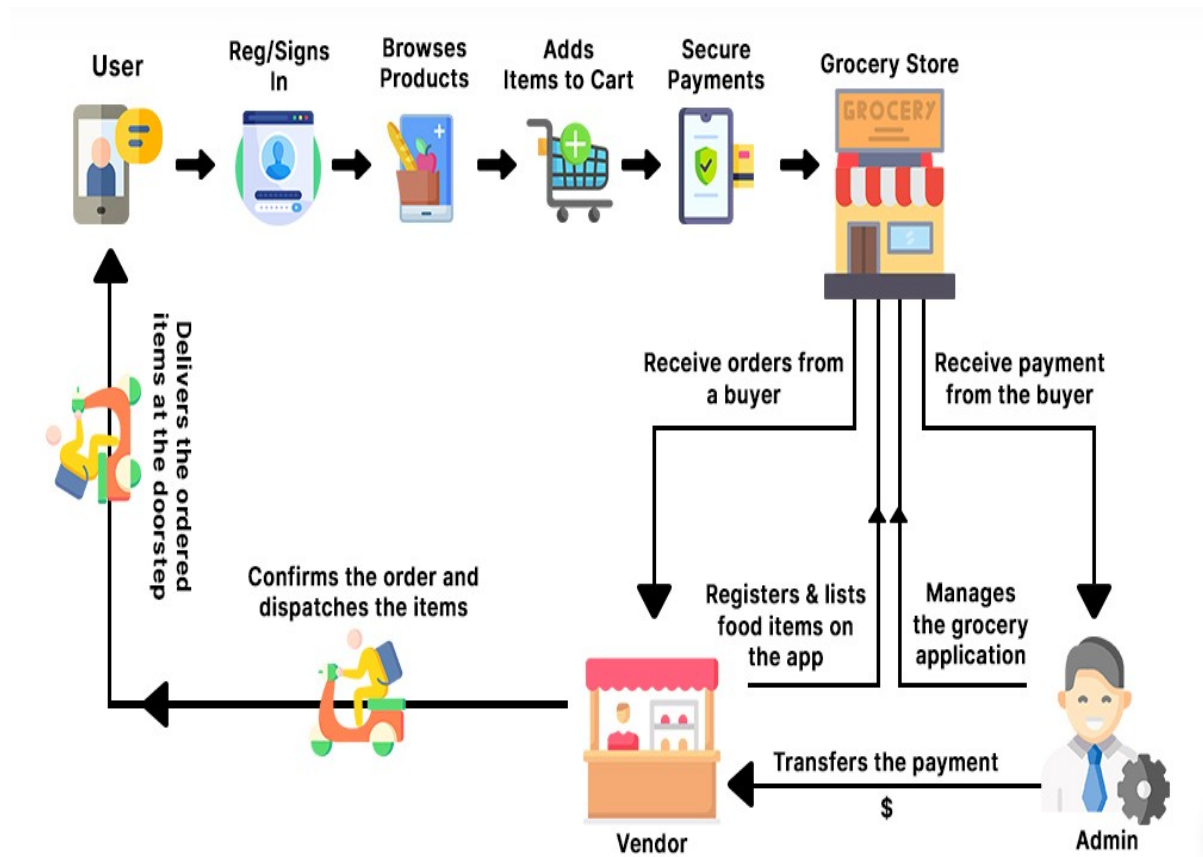 User
Reg/Signs
In
Browses
Products
Adds
Items to Cart
Secure
Payments
Grocery Store
GROCERY
Receive orders from
a buyer
Receive payment
from the buyer
Delivers the ordered
items at the doorstep
Confirms the order and
dispatches the items
Registers & lists
food items on
the app
Manages
the grocery
application
Transfers the payment
$
Vendor
Admin